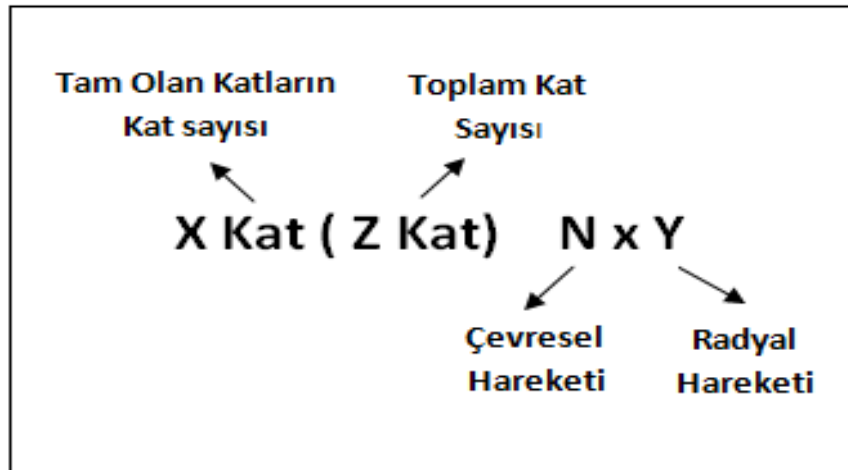 Tam Olan Katların
Kat sayısı
Toplam Kat
Sayısı
X Kat ( Z Kat) N x Y
Çevresel
Hareketi
Radyal
Hareketi